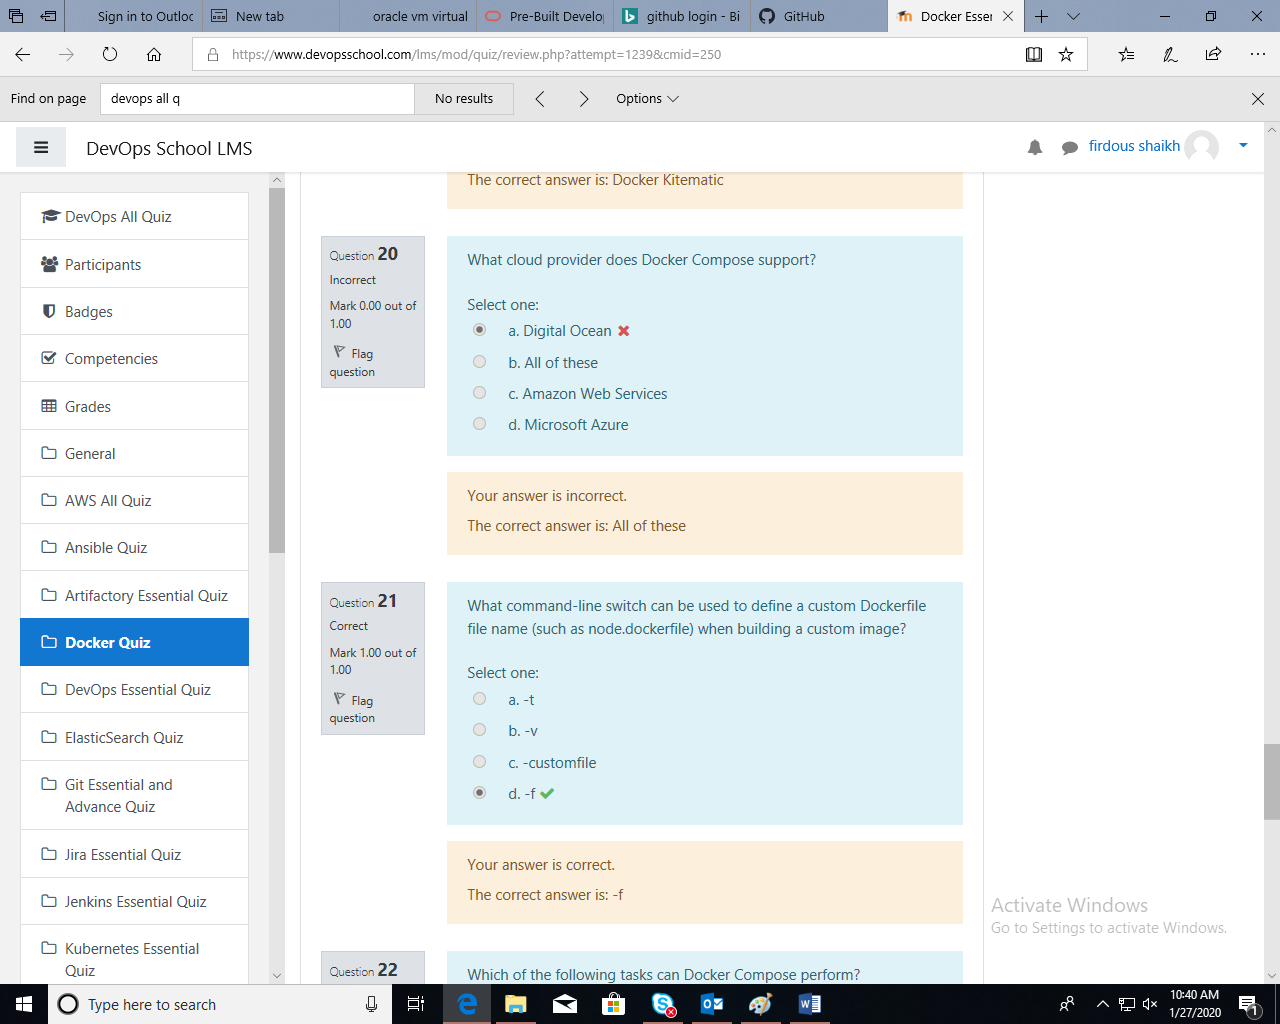 Sign in to Outloc
New tab
oracle vm virtual
Pre-Built Develo
github login - Bi
GitHub
Docker Esser
https://www.devopsschool.com/lms/mod/quiz/review.php?attempt=1239&cmid=250
Find on page
devops all q
No results
Options
DevOps School LMS
firdous shaikh
DevOps All Quiz
Participants
Badges
Competencies
Grades
General
AWS All Quiz
Ansible Quiz
Artifactory Essential Quiz
Docker Quiz
DevOps Essential Quiz
ElasticSearch Quiz
Git Essential and
Advance Quiz
Jira Essential Quiz
Jenkins Essential Quiz
Kubernetes Essential
Quiz
The correct answer is: Docker Kitematic
Question 20
Incorrect
Mark 0.00 out of
1.00
Flag
question
What cloud provider does Docker Compose support?
Select one:
a. Digital Ocean
b. All of these
c. Amazon Web Services
d. Microsoft Azure
Your answer is incorrect.
The correct answer is: All of these
Question 21
Correct
Mark 1.00 out of
1.00
Flag
question
What command-line switch can be used to define a custom Dockerfile
file name (such as node.dockerfile) when building a custom image?
Select one:
a. -t
b. -v
c. -customfile
d. -f
Your answer is correct.
The correct answer is: -f
Question 22
Which of the following tasks can Docker Compose perform?
Activate Windows
Go to Settings to activate Windows.
Type here to search
10:40 AM
1/27/2020
1